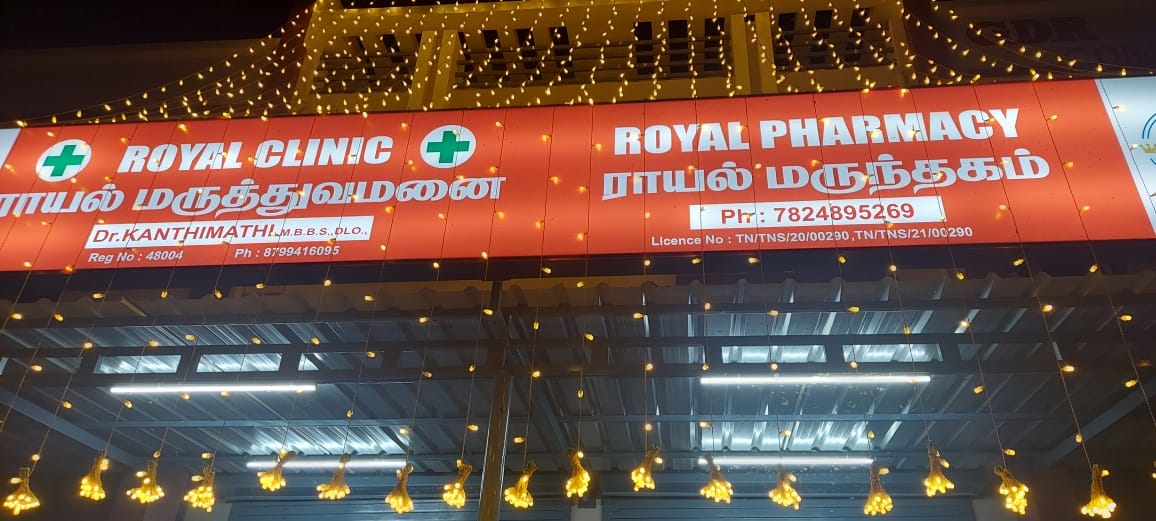 GDR
ROYAL CLINIC
ராயல் மருத்துவமனை
Dr.KANTHIMATHI.,M.B.B.S.,DLO.,
Reg No : 48004 Ph : 8799416095
ROYAL PHARMACY
ராயல் மருந்தகம்
Ph : 7824895269
Licence No : TN/TNS/20/00290,TN/TNS/21/00290